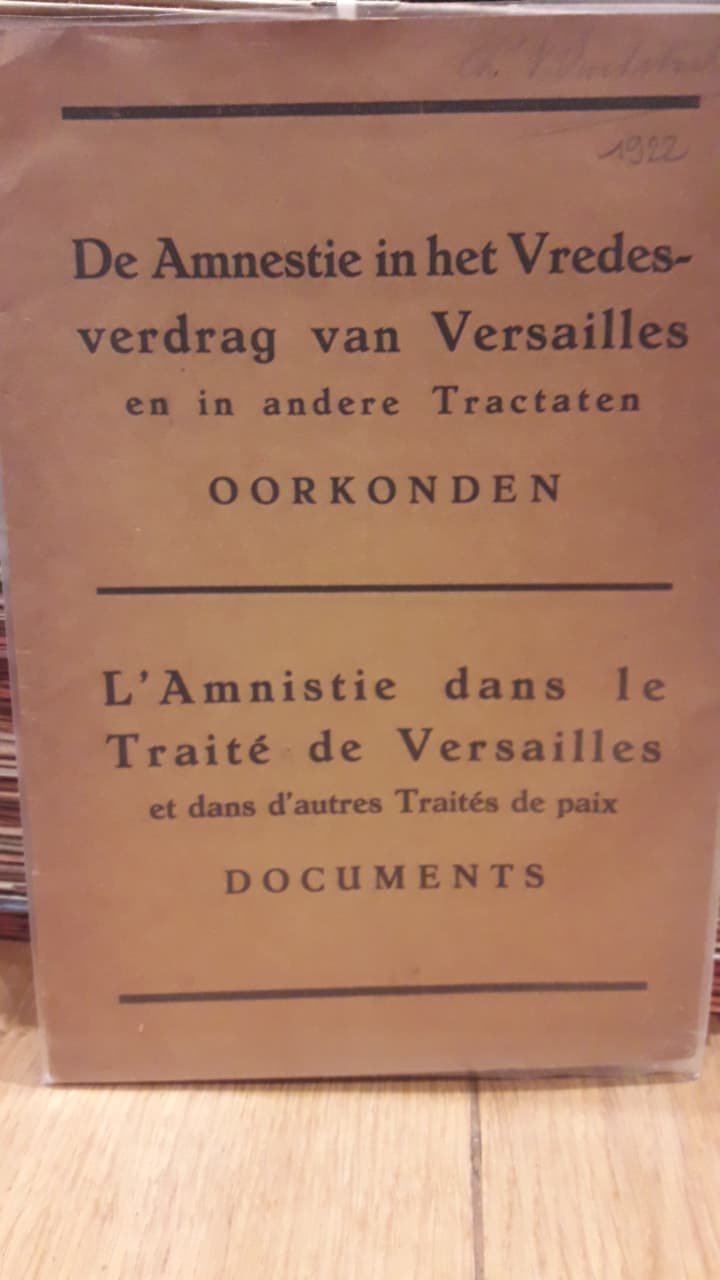 1922
De Amnestie in het Vredes-
verdrag van Versailles
en in andere Tractaten
OORKONDEN
L'Amnistie dans le
Traité de Versailles
et dans d'autres Traités de paix
DOCUMENTS